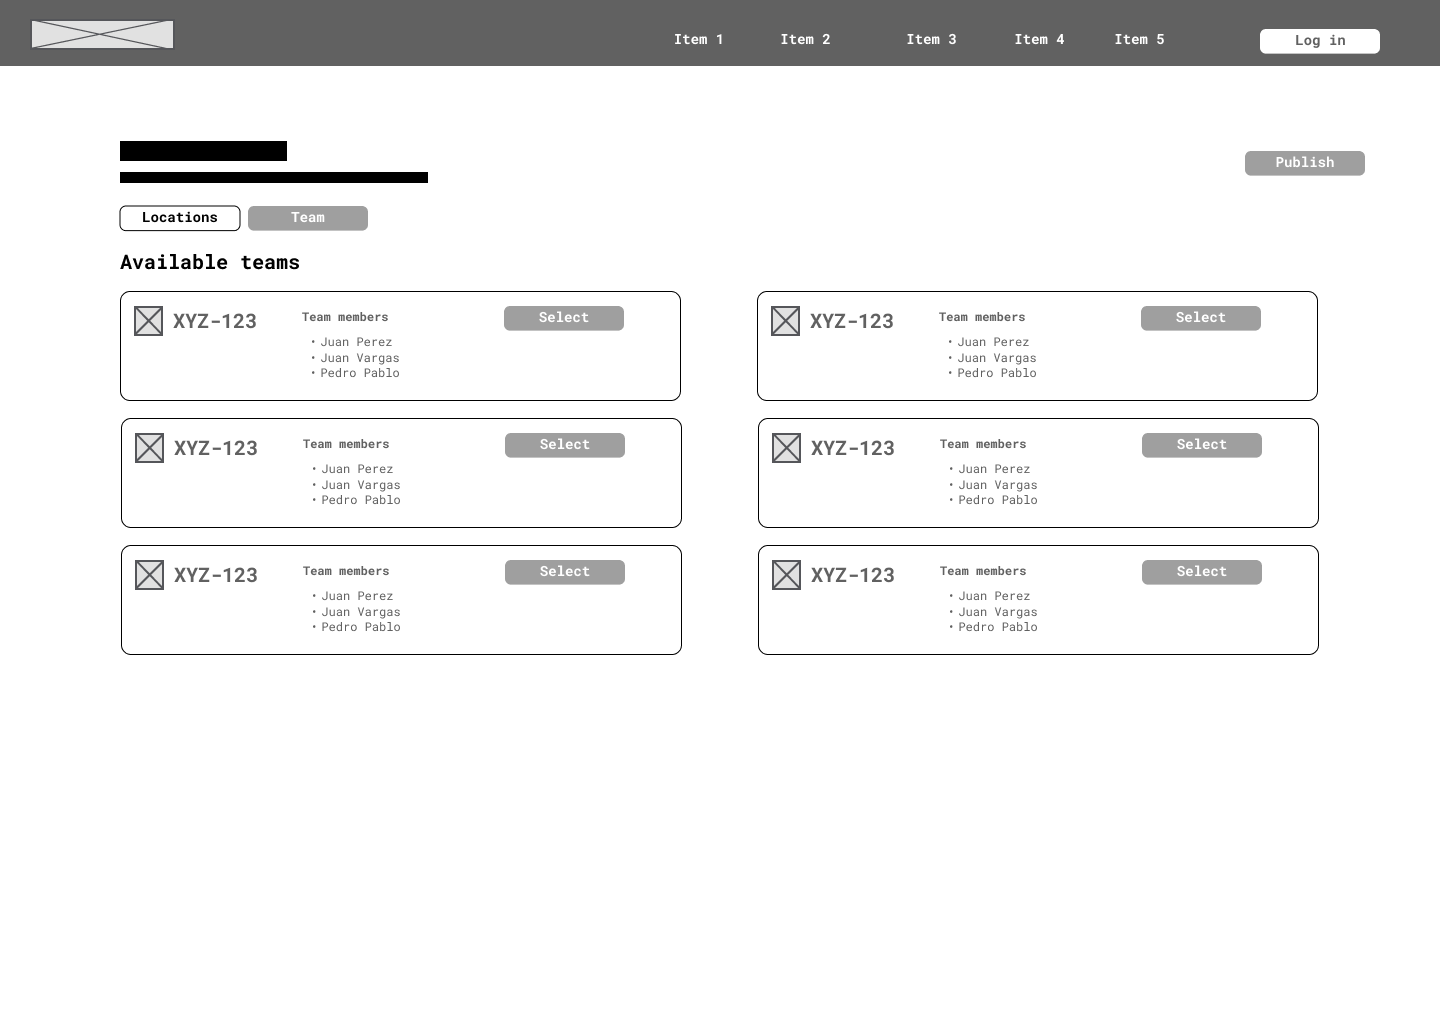 Item 1 Item 2 Item 3 Item 4 Item 5 Log in
Publish
Locations Team
Available teams
XYZ-123 Team members Select
• Juan Perez
• Juan Vargas
• Pedro Pablo
XYZ-123 Team members Select
• Juan Perez
• Juan Vargas
• Pedro Pablo
XYZ-123 Team members Select
• Juan Perez
• Juan Vargas
• Pedro Pablo
XYZ-123 Team members Select
• Juan Perez
• Juan Vargas
• Pedro Pablo
XYZ-123 Team members Select
• Juan Perez
• Juan Vargas
• Pedro Pablo
XYZ-123 Team members Select
• Juan Perez
• Juan Vargas
• Pedro Pablo